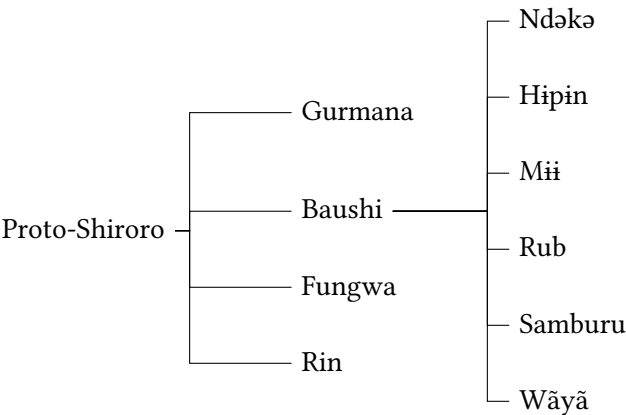 Proto-Shiroro
Gurmana
Baushi
Fungwa
Rin
Ndəkə
Hɨpɨn
Mɨɨ
Rub
Samburu
Wãyã